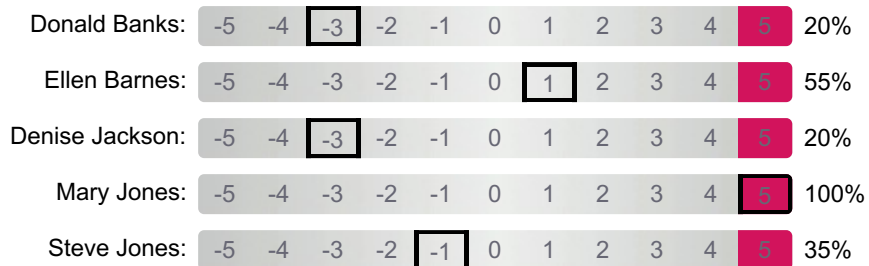 Donald Banks: -5 -4 -3 -2 -1 0 1 2 3 4 5 20%
Ellen Barnes: -5 -4 -3 -2 -1 0 1 2 3 4 5 55%
Denise Jackson: -5 -4 -3 -2 -1 0 1 2 3 4 5 20%
Mary Jones: -5 -4 -3 -2 -1 0 1 2 3 4 5 100%
Steve Jones: -5 -4 -3 -2 -1 0 1 2 3 4 5 35%